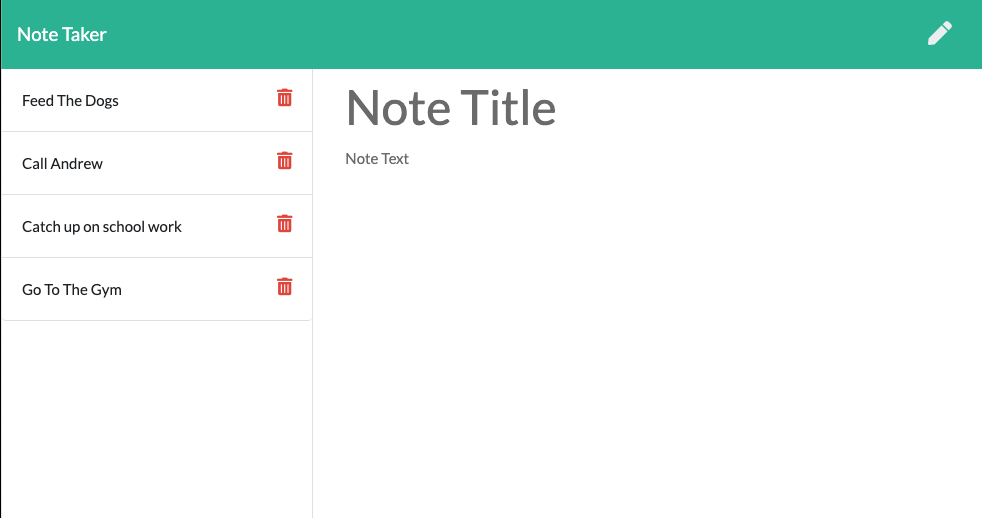 Note Taker
Feed The Dogs
Call Andrew
Catch up on school work
Go To The Gym
Note Title
Note Text